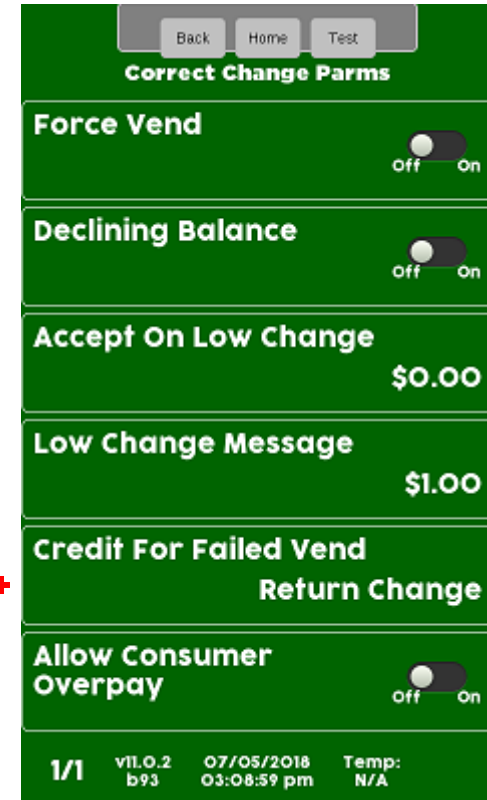 Back Home Test
Correct Change Parms
Force Vend
Off On
Declining Balance
Off On
Accept On Low Change
$0.00
Low Change Message
$1.00
Credit For Failed Vend
Return Change
Allow Consumer
Overpay
Off On
1/1 v11.0.2 07/05/2018 Temp:
b93 03:08:59 pm N/A